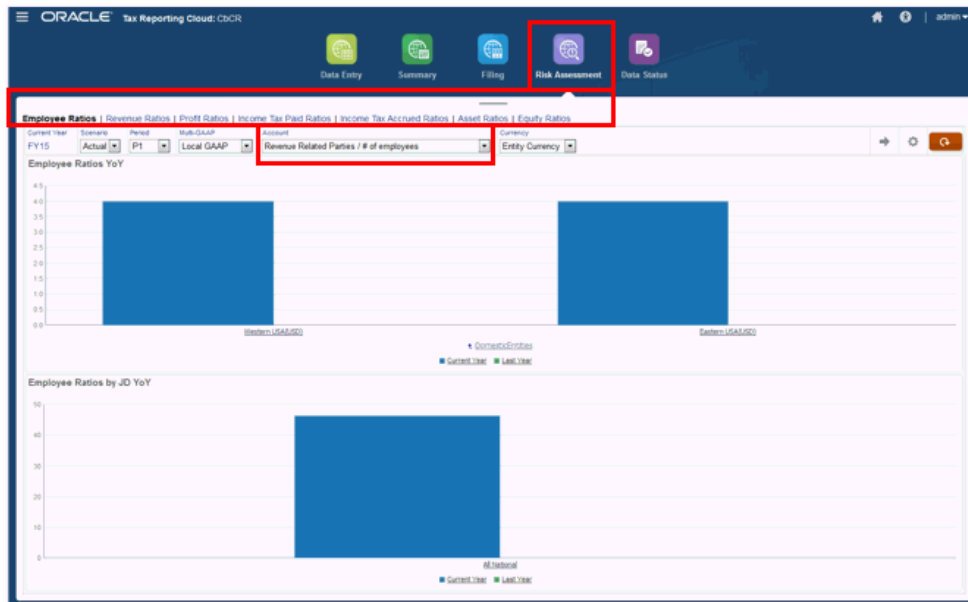 ORACLE Tax Reporting Cloud: CbCR
admin
Data Entry Summary Filing Risk Assessment Data Status
Employee Ratios | Revenue Ratios | Profit Ratios | Income Tax Paid Ratios | Income Tax Accrued Ratios | Asset Ratios | Equity Ratios
Current Year Scenario Period Multi-GAAP Account Currency
FY15 Actual P1 Local GAAP Revenue Related Parties / # of employees Entity Currency
Employee Ratios YoY
4.5
4.0
3.5
3.0
2.5
2.0
1.5
1.0
0.5
0.0
Western USA(USD) Eastern USA(USD)
DomesticEntities
Current Year Last Year
Employee Ratios by JD YoY
50
40
30
20
10
0
All National
Current Year Last Year